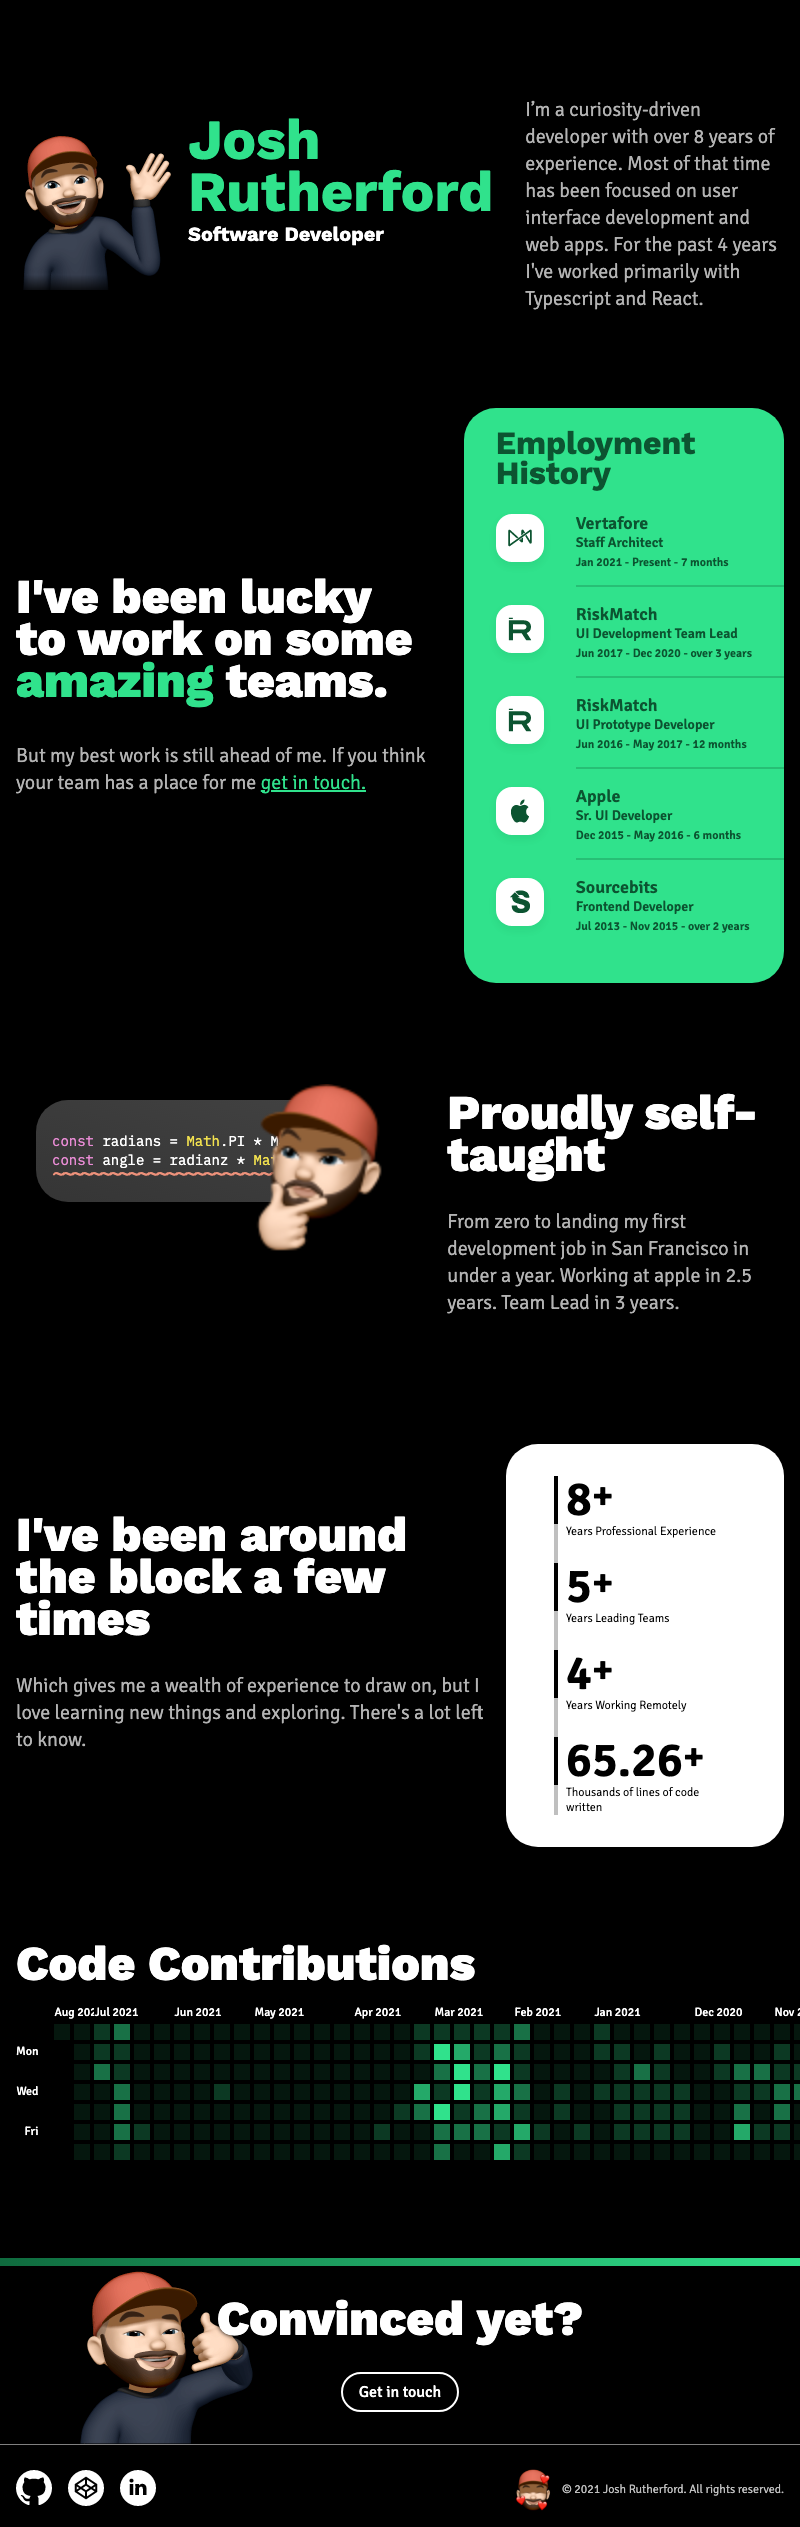 Josh
Rutherford
Software Developer
I’m a curiosity-driven
developer with over 8 years of
experience. Most of that time
has been focused on user
interface development and
web apps. For the past 4 years
I've worked primarily with
Typescript and React.
I've been lucky
to work on some
amazing teams.
But my best work is still ahead of me. If you think
your team has a place for me get in touch.
Employment
History
Vertafore
Staff Architect
Jan 2021 - Present - 7 months
RiskMatch
UI Development Team Lead
Jun 2017 - Dec 2020 - over 3 years
RiskMatch
UI Prototype Developer
Jun 2016 - May 2017 - 12 months
Apple
Sr. UI Developer
Dec 2015 - May 2016 - 6 months
Sourcebits
Frontend Developer
Jul 2013 - Nov 2015 - over 2 years
const radians = Math.PI * M
const angle = radianz * Mat
Proudly self-
taught
From zero to landing my first
development job in San Francisco in
under a year. Working at apple in 2.5
years. Team Lead in 3 years.
I've been around
the block a few
times
Which gives me a wealth of experience to draw on, but I
love learning new things and exploring. There's a lot left
to know.
8+
Years Professional Experience
5+
Years Leading Teams
4+
Years Working Remotely
65.26+
Thousands of lines of code
written
Code Contributions
Aug 202 Jul 2021 Jun 2021 May 2021 Apr 2021 Mar 2021 Feb 2021 Jan 2021 Dec 2020 Nov 2
Mon
Wed
Fri
Convinced yet?
Get in touch
in
© 2021 Josh Rutherford. All rights reserved.